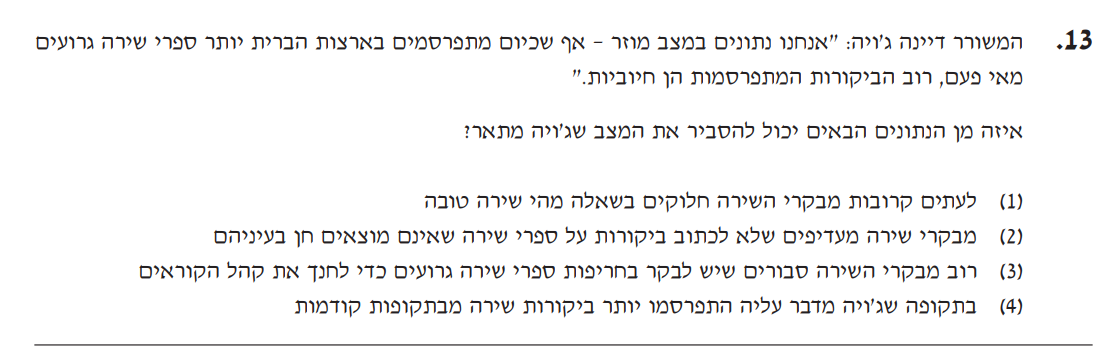 13. המשורר דיינה ג'ויה: "אנחנו נתונים במצב מוזר – אף שכיום מתפרסמים בארצות הברית יותר ספרי שירה גרועים
מאי פעם, רוב הביקורות המתפרסמות הן חיוביות."
איזה מן הנתונים הבאים יכול להסביר את המצב שג'ויה מתאר?
(1) לעתים קרובות מבקרי השירה חלוקים בשאלה מהי שירה טובה
(2) מבקרי שירה מעדיפים שלא לכתוב ביקורות על ספרי שירה שאינם מוצאים חן בעיניהם
(3) רוב מבקרי השירה סבורים שיש לבקר בחריפות ספרי שירה גרועים כדי לחנך את קהל הקוראים
(4) בתקופה שג'ויה מדבר עליה התפרסמו יותר ביקורות שירה מבתקופות קודמות